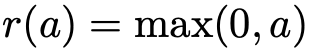 r(a) = max(0, a)